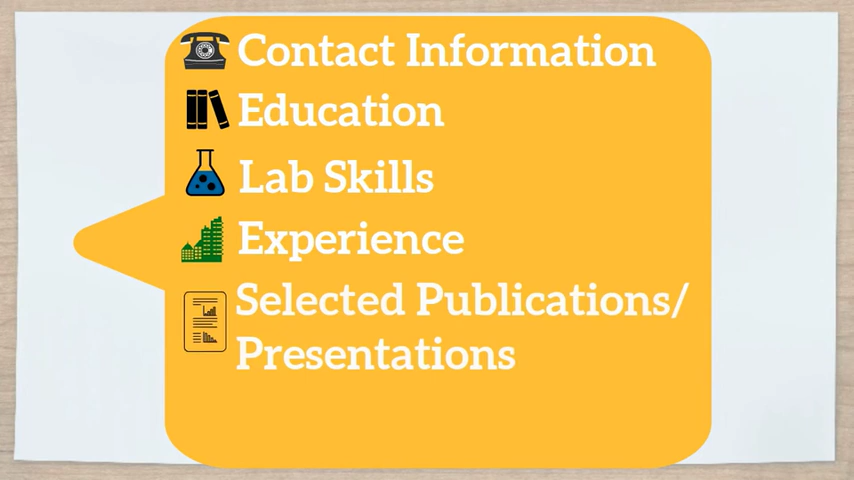 Contact Information
Education
Lab Skills
Experience
Selected Publications/
Presentations